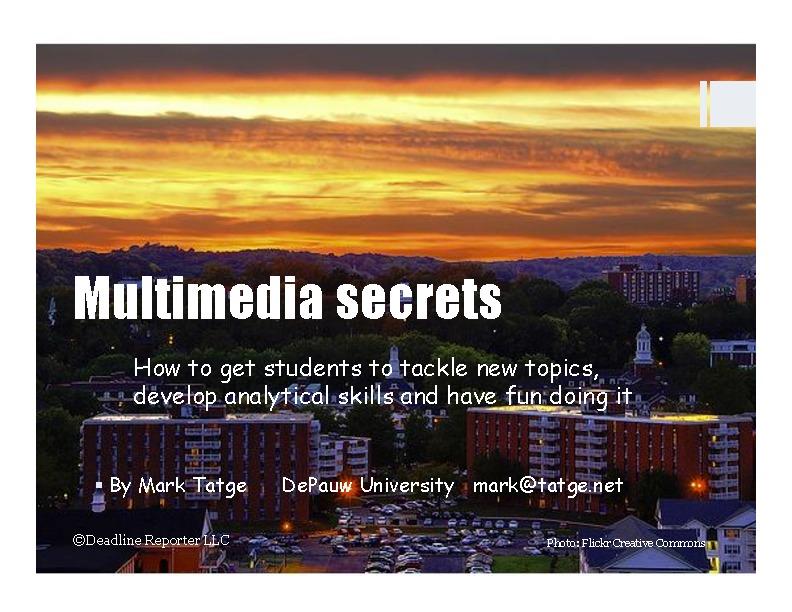 Multimedia secrets
How to get students to tackle new topics,
develop analytical skills and have fun doing it
▪ By Mark Tatge DePauw University mark@tatge.net
©Deadline Reporter LLC
Photo: Flickr Creative Commons